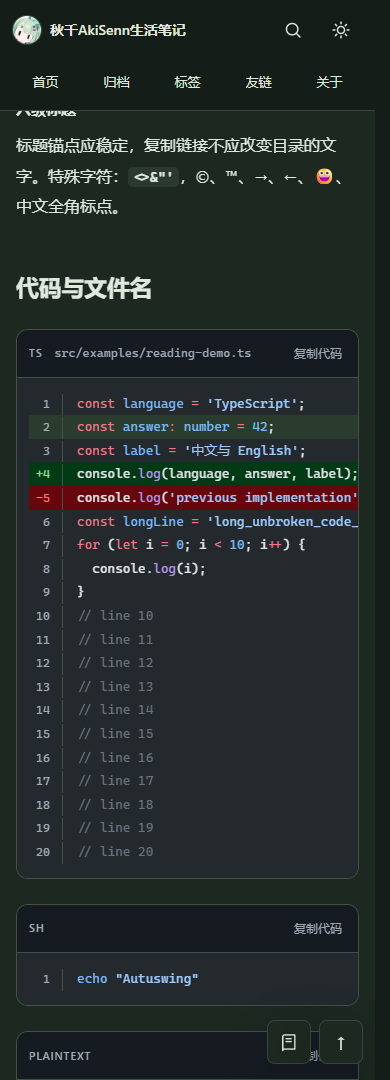 秋千AkiSenn生活笔记
首页 归档 标签 友链 关于
六级标题
标题锚点应稳定，复制链接不应改变目录的文
字。特殊字符：<>&"'，©、™、→、←、😀、
中文全角标点。
代码与文件名
TS src/examples/reading-demo.ts 复制代码
1 const language = 'TypeScript';
2 const answer: number = 42;
3 const label = '中文与 English';
+4 console.log(language, answer, label);
-5 console.log('previous implementation'
6 const longLine = 'long_unbroken_code_
7 for (let i = 0; i < 10; i++) {
8 console.log(i);
9 }
10 // line 10
11 // line 11
12 // line 12
13 // line 13
14 // line 14
15 // line 15
16 // line 16
17 // line 17
18 // line 18
19 // line 19
20 // line 20
SH 复制代码
1 echo "Autuswing"
PLAINTEXT